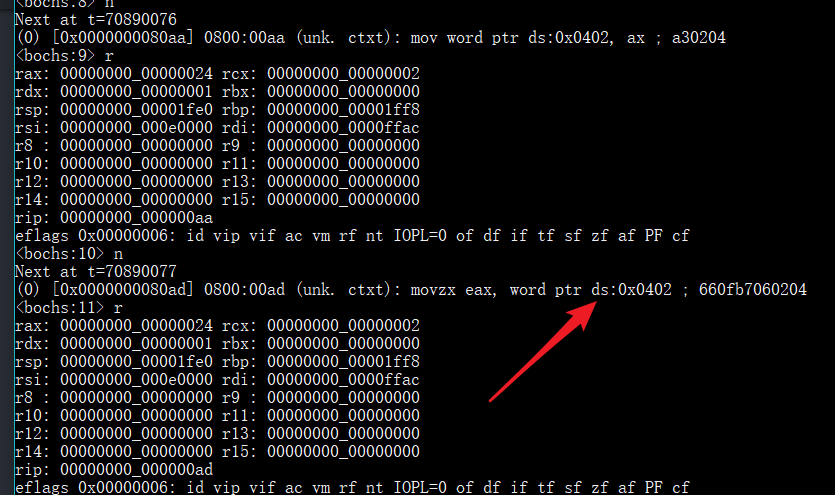 <bochs:8> n
Next at t=70890076
(0) [0x0000000080aa] 0800:00aa (unk. ctxt): mov word ptr ds:0x0402, ax ; a30204
<bochs:9> r
rax: 00000000_00000024 rcx: 00000000_00000002
rdx: 00000000_00000001 rbx: 00000000_00000000
rsp: 00000000_00001fe0 rbp: 00000000_00001ff8
rsi: 00000000_000e0000 rdi: 00000000_0000ffac
r8 : 00000000_00000000 r9 : 00000000_00000000
r10: 00000000_00000000 r11: 00000000_00000000
r12: 00000000_00000000 r13: 00000000_00000000
r14: 00000000_00000000 r15: 00000000_00000000
rip: 00000000_000000aa
eflags 0x00000006: id vip vif ac vm rf nt IOPL=0 of df if tf sf zf af PF cf
<bochs:10> n
Next at t=70890077
(0) [0x0000000080ad] 0800:00ad (unk. ctxt): movzx eax, word ptr ds:0x0402 ; 660fb7060204
<bochs:11> r
rax: 00000000_00000024 rcx: 00000000_00000002
rdx: 00000000_00000001 rbx: 00000000_00000000
rsp: 00000000_00001fe0 rbp: 00000000_00001ff8
rsi: 00000000_000e0000 rdi: 00000000_0000ffac
r8 : 00000000_00000000 r9 : 00000000_00000000
r10: 00000000_00000000 r11: 00000000_00000000
r12: 00000000_00000000 r13: 00000000_00000000
r14: 00000000_00000000 r15: 00000000_00000000
rip: 00000000_000000ad
eflags 0x00000006: id vip vif ac vm rf nt IOPL=0 of df if tf sf zf af PF cf